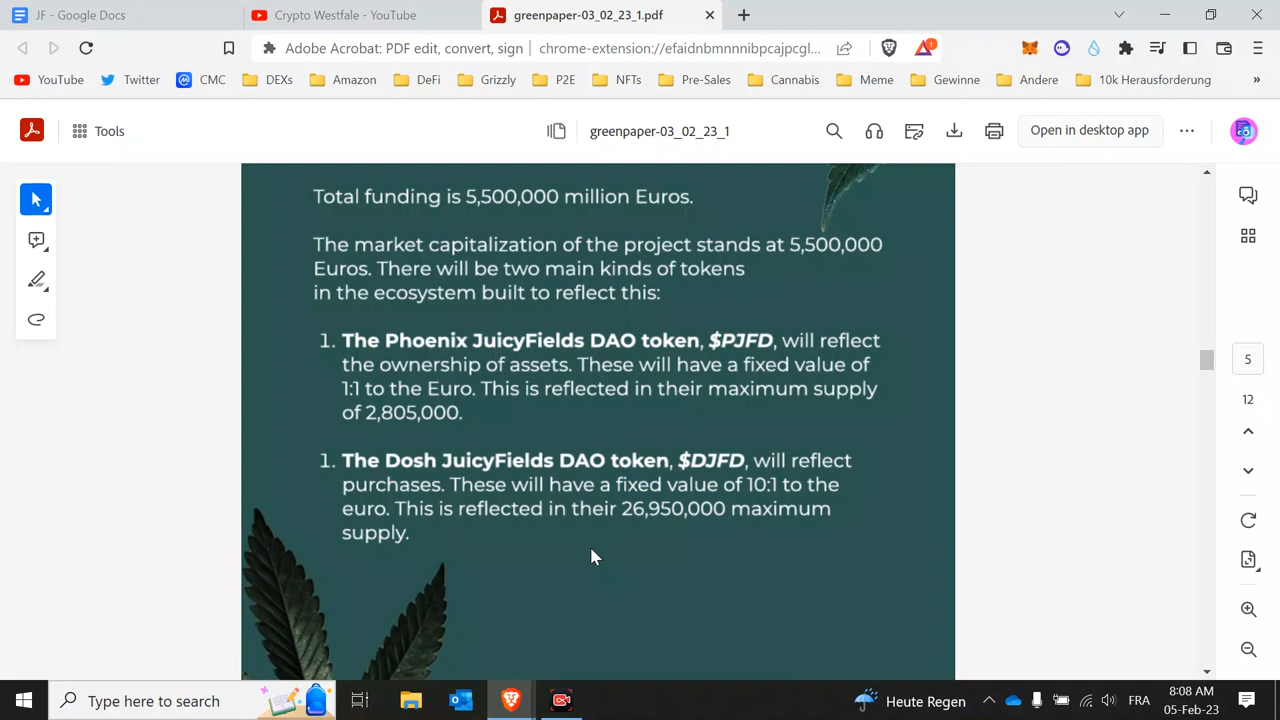 JF - Google Docs
Crypto Westfale - YouTube
greenpaper-03_02_23_1.pdf
Adobe Acrobat: PDF edit, convert, sign
chrome-extension://efaidnbmnnnibpcajpcgl...
1
YouTube
Twitter
CMC
DEXs
Amazon
DeFi
Grizzly
P2E
NFTs
Pre-Sales
Cannabis
Meme
Gewinne
Andere
10k Herausforderung
»
Tools
greenpaper-03_02_23_1
Open in desktop app
Total funding is 5,500,000 million Euros.
The market capitalization of the project stands at 5,500,000
Euros. There will be two main kinds of tokens
in the ecosystem built to reflect this:
1. The Phoenix JuicyFields DAO token, $PJFD, will reflect
the ownership of assets. These will have a fixed value of
1:1 to the Euro. This is reflected in their maximum supply
of 2,805,000.
1. The Dosh JuicyFields DAO token, $DJFD, will reflect
purchases. These will have a fixed value of 10:1 to the
euro. This is reflected in their 26,950,000 maximum
supply.
5
12
Type here to search
Heute Regen
FRA
8:08 AM
05-Feb-23